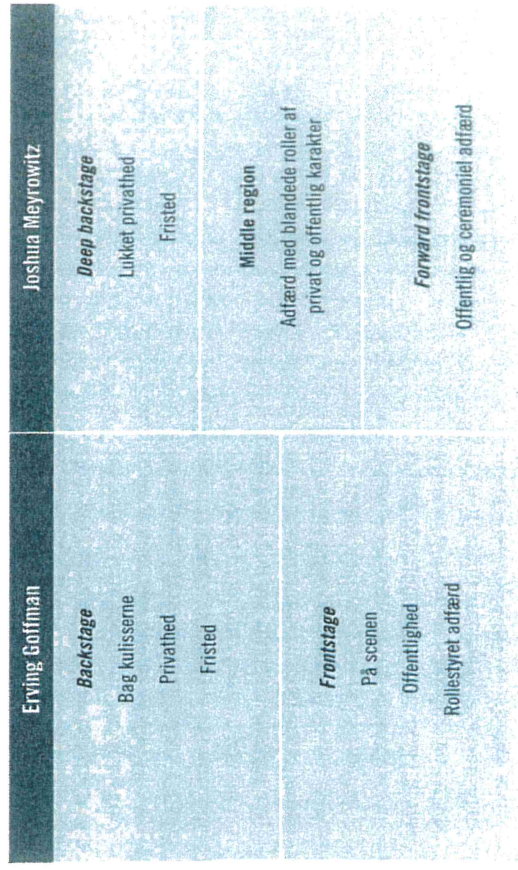 Erving Goffman
Backstage
Bag kulisserne
Privathed
Fristed
Frontstage
På scenen
Offentlighed
Rollestyret adfærd
Joshua Meyrowitz
Deep backstage
Lukket privathed
Fristed
Middle region
Adfærd med blandede roller af
privat og offentlig karakter
Forward frontstage
Offentlig og ceremoniel adfærd